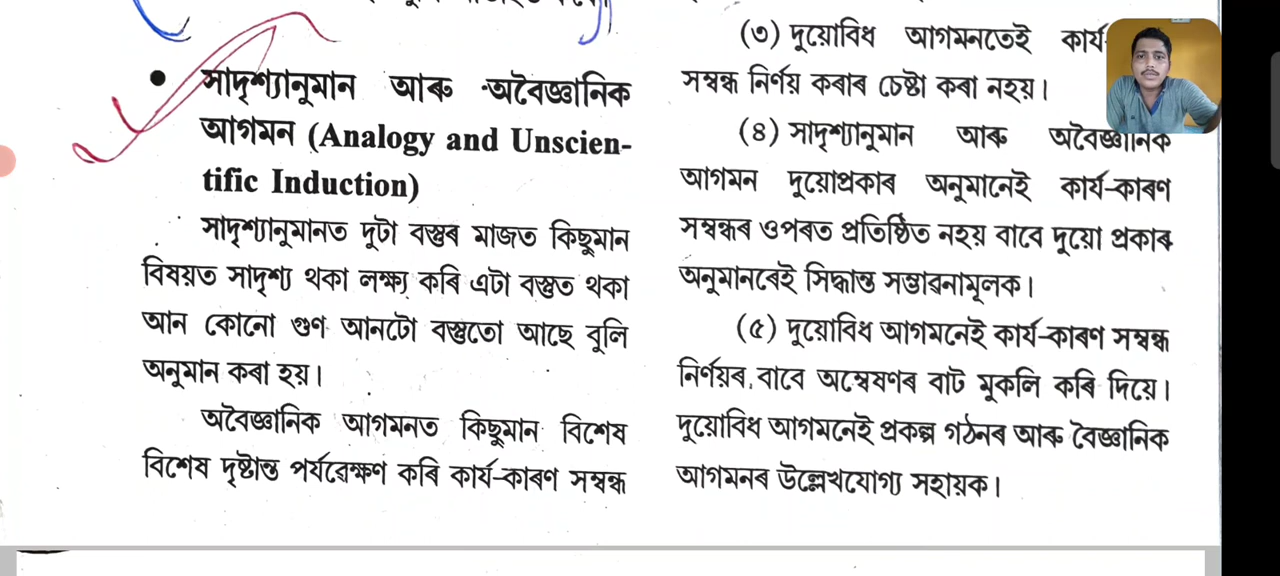 • সাদৃশ্যানুমান আৰু অবৈজ্ঞানিক
আগমন (Analogy and Unscien-
tific Induction)
সাদৃশ্যানুমানত দুটা বস্তুৰ মাজত কিছুমান
বিষয়ত সাদৃশ্য থকা লক্ষ্য কৰি এটা বস্তুত থকা
আন কোনো গুণ আনটো বস্তুতো আছে বুলি
অনুমান কৰা হয়।
অবৈজ্ঞানিক আগমনত কিছুমান বিশেষ
বিশেষ দৃষ্টান্ত পৰ্যৱেক্ষণ কৰি কাৰ্য-কাৰণ সম্বন্ধ
(৩) দুয়োবিধ আগমনতেই কাৰ্য-
সম্বন্ধ নিৰ্ণয় কৰাৰ চেষ্টা কৰা নহয়।
(৪) সাদৃশ্যানুমান আৰু অবৈজ্ঞানিক
আগমন দুয়োপ্ৰকাৰ অনুমানেই কাৰ্য-কাৰণ
সম্বন্ধৰ ওপৰত প্ৰতিষ্ঠিত নহয় বাবে দুয়ো প্ৰকাৰ
অনুমানৰেই সিদ্ধান্ত সম্ভাৱনামূলক।
(৫) দুয়োবিধ আগমনেই কাৰ্য-কাৰণ সম্বন্ধ
নিৰ্ণয়ৰ বাবে অন্বেষণৰ বাট মুকলি কৰি দিয়ে।
দুয়োবিধ আগমনেই প্ৰকল্প গঠনৰ আৰু বৈজ্ঞানিক
আগমনৰ উল্লেখযোগ্য সহায়ক।